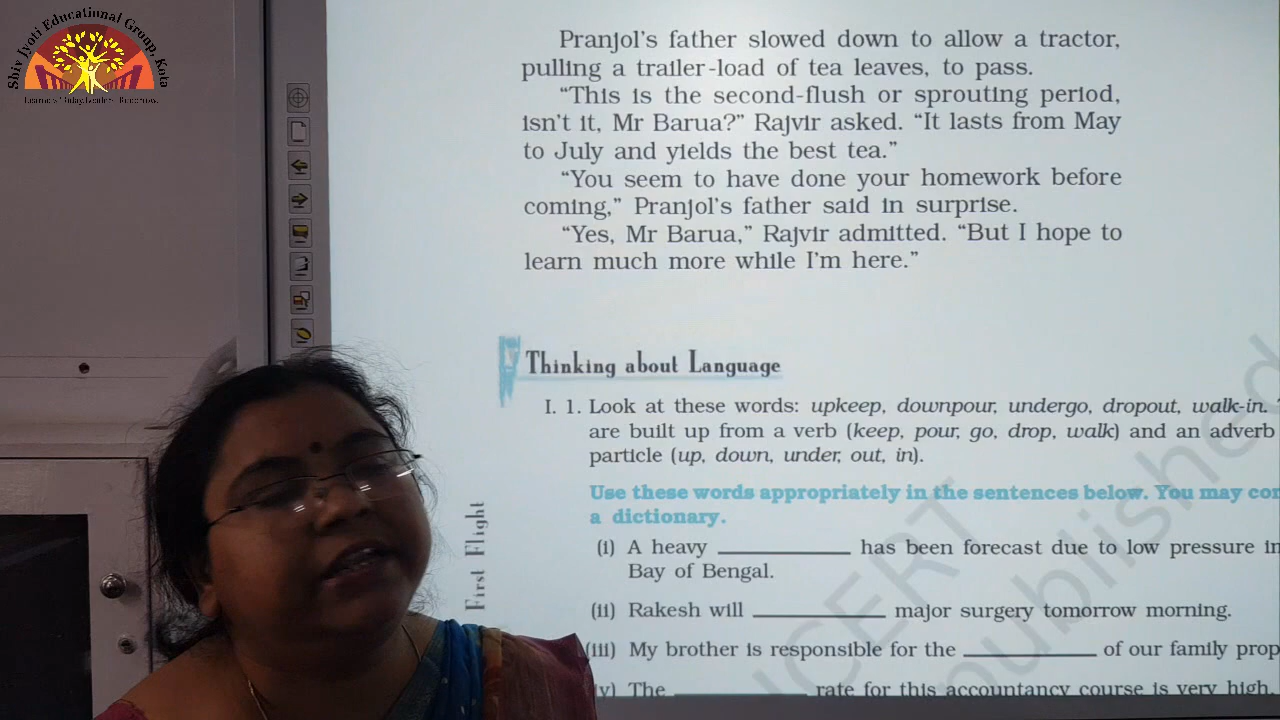 Shiv Jyoti Educational Group, Kota
Pranjol's father slowed down to allow a tractor,
pulling a trailer-load of tea leaves, to pass.
“This is the second-flush or sprouting period,
isn't it, Mr Barua?” Rajvir asked. “It lasts from May
to July and yields the best tea.”
“You seem to have done your homework before
coming,” Pranjol's father said in surprise.
“Yes, Mr Barua,” Rajvir admitted. “But I hope to
learn much more while I'm here.”
Thinking about Language
I. 1. Look at these words: upkeep, downpour, undergo, dropout, walk-in.
are built up from a verb (keep, pour, go, drop, walk) and an adverb
particle (up, down, under, out, in).
Use these words appropriately in the sentences below. You may
a dictionary.
(i) A heavy ____________ has been forecast due to low pressure in
Bay of Bengal.
(ii) Rakesh will ____________ major surgery tomorrow morning.
(iii) My brother is responsible for the ____________ of our family
The ____________ rate for this accountancy course is very high.
First Flight
NCERT